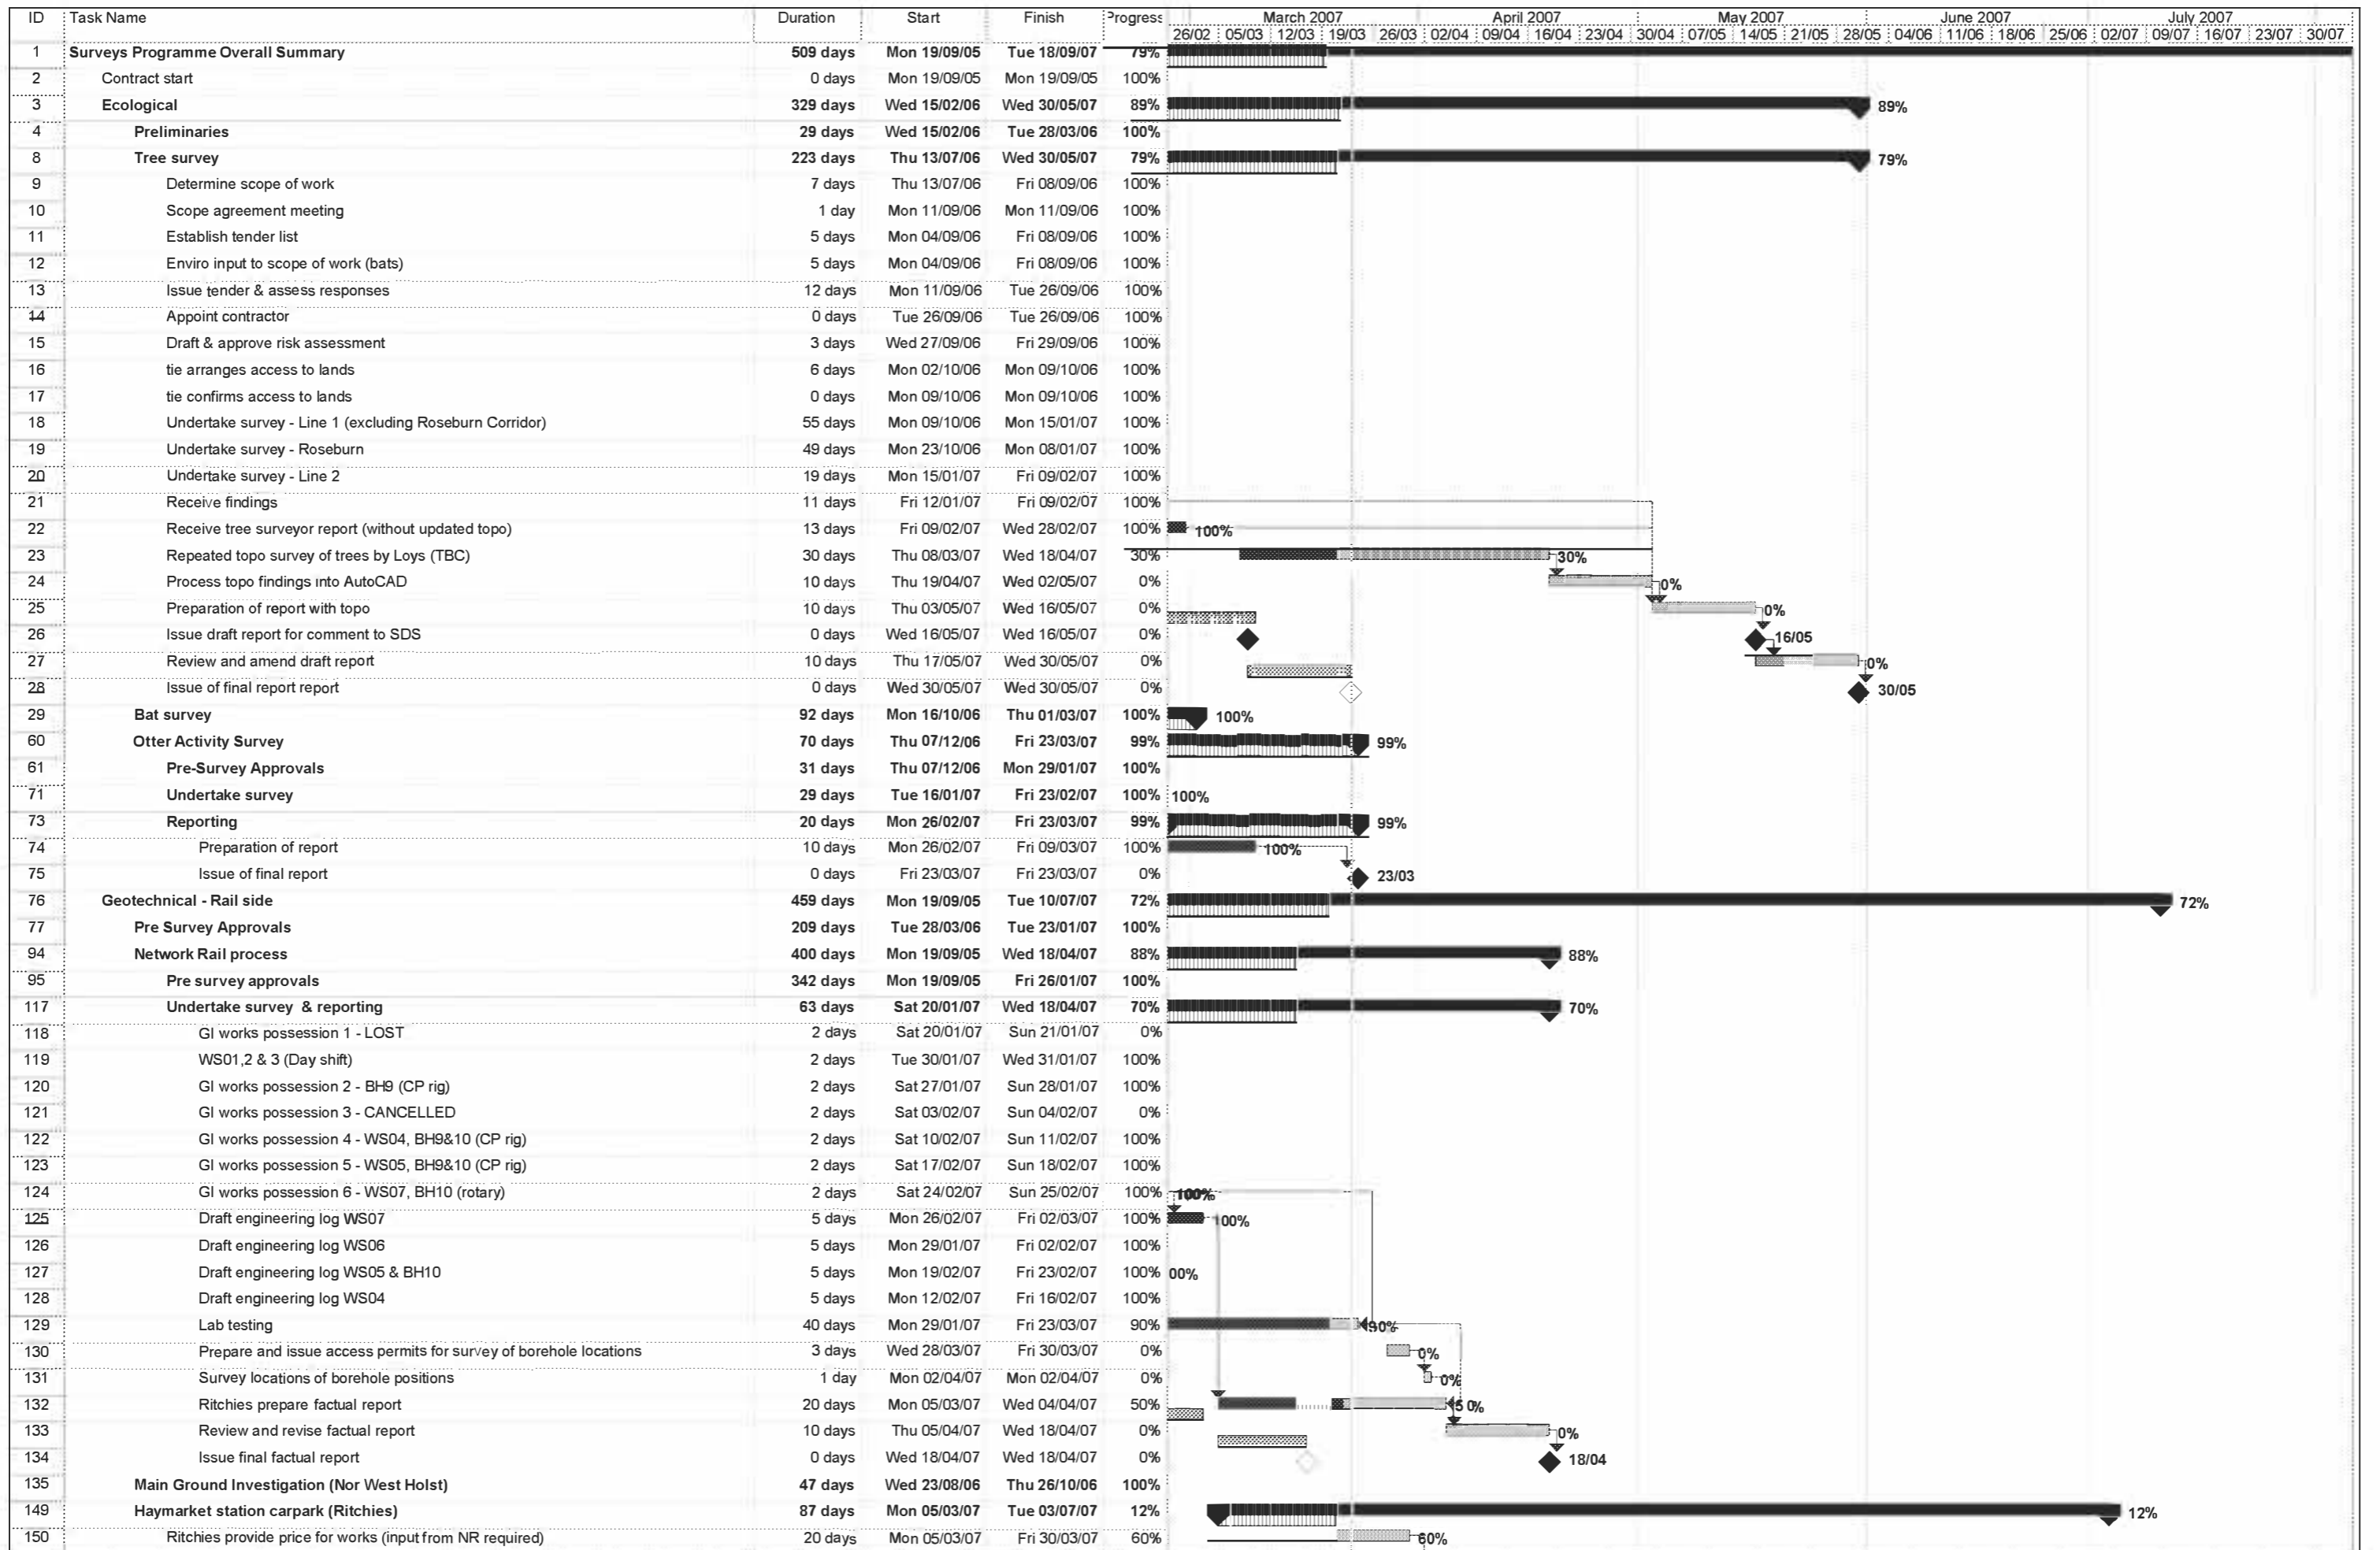 ID Task Name Duration Start Finish Progress March 2007 April 2007 May 2007 June 2007 July 2007
26/02 05/03 12/03 19/03 26/03 02/04 09/04 16/04 23/04 30/04 07/05 14/05 21/05 28/05 04/06 11/06 18/06 25/06 02/07 09/07 16/07 23/07 30/07
1 Surveys Programme Overall Summary 509 days Mon 19/09/05 Tue 18/09/07 79%
2 Contract start 0 days Mon 19/09/05 Mon 19/09/05 100%
3 Ecological 329 days Wed 15/02/06 Wed 30/05/07 89% 89%
4 Preliminaries 29 days Wed 15/02/06 Tue 28/03/06 100%
8 Tree survey 223 days Thu 13/07/06 Wed 30/05/07 79% 79%
9 Determine scope of work 7 days Thu 13/07/06 Fri 08/09/06 100%
10 Scope agreement meeting 1 day Mon 11/09/06 Mon 11/09/06 100%
11 Establish tender list 5 days Mon 04/09/06 Fri 08/09/06 100%
12 Enviro input to scope of work (bats) 5 days Mon 04/09/06 Fri 08/09/06 100%
13 Issue tender & assess responses 12 days Mon 11/09/06 Tue 26/09/06 100%
14 Appoint contractor 0 days Tue 26/09/06 Tue 26/09/06 100%
15 Draft & approve risk assessment 3 days Wed 27/09/06 Fri 29/09/06 100%
16 tie arranges access to lands 6 days Mon 02/10/06 Mon 09/10/06 100%
17 tie confirms access to lands 0 days Mon 09/10/06 Mon 09/10/06 100%
18 Undertake survey - Line 1 (excluding Roseburn Corridor) 55 days Mon 09/10/06 Mon 15/01/07 100%
19 Undertake survey - Roseburn 49 days Mon 23/10/06 Mon 08/01/07 100%
20 Undertake survey - Line 2 19 days Mon 15/01/07 Fri 09/02/07 100%
21 Receive findings 11 days Fri 12/01/07 Fri 09/02/07 100%
22 Receive tree surveyor report (without updated topo) 13 days Fri 09/02/07 Wed 28/02/07 100% 100%
23 Repeated topo survey of trees by Loys (TBC) 30 days Thu 08/03/07 Wed 18/04/07 30% 30%
24 Process topo findings into AutoCAD 10 days Thu 19/04/07 Wed 02/05/07 0% 0%
25 Preparation of report with topo 10 days Thu 03/05/07 Wed 16/05/07 0% 0%
26 Issue draft report for comment to SDS 0 days Wed 16/05/07 Wed 16/05/07 0% 16/05
27 Review and amend draft report 10 days Thu 17/05/07 Wed 30/05/07 0% 0%
28 Issue of final report report 0 days Wed 30/05/07 Wed 30/05/07 0% 30/05
29 Bat survey 92 days Mon 16/10/06 Thu 01/03/07 100% 100%
60 Otter Activity Survey 70 days Thu 07/12/06 Fri 23/03/07 99% 99%
61 Pre-Survey Approvals 31 days Thu 07/12/06 Mon 29/01/07 100%
71 Undertake survey 29 days Tue 16/01/07 Fri 23/02/07 100% 100%
73 Reporting 20 days Mon 26/02/07 Fri 23/03/07 99% 99%
74 Preparation of report 10 days Mon 26/02/07 Fri 09/03/07 100% 100%
75 Issue of final report 0 days Fri 23/03/07 Fri 23/03/07 0% 23/03
76 Geotechnical - Rail side 459 days Mon 19/09/05 Tue 10/07/07 72% 72%
77 Pre Survey Approvals 209 days Tue 28/03/06 Tue 23/01/07 100%
94 Network Rail process 400 days Mon 19/09/05 Wed 18/04/07 88% 88%
95 Pre survey approvals 342 days Mon 19/09/05 Fri 26/01/07 100%
117 Undertake survey & reporting 63 days Sat 20/01/07 Wed 18/04/07 70% 70%
118 GI works possession 1 - LOST 2 days Sat 20/01/07 Sun 21/01/07 0%
119 WS01,2 & 3 (Day shift) 2 days Tue 30/01/07 Wed 31/01/07 100%
120 GI works possession 2 - BH9 (CP rig) 2 days Sat 27/01/07 Sun 28/01/07 100%
121 GI works possession 3 - CANCELLED 2 days Sat 03/02/07 Sun 04/02/07 0%
122 GI works possession 4 - WS04, BH9&10 (CP rig) 2 days Sat 10/02/07 Sun 11/02/07 100%
123 GI works possession 5 - WS05, BH9&10 (CP rig) 2 days Sat 17/02/07 Sun 18/02/07 100%
124 GI works possession 6 - WS07, BH10 (rotary) 2 days Sat 24/02/07 Sun 25/02/07 100% 100%
125 Draft engineering log WS07 5 days Mon 26/02/07 Fri 02/03/07 100% 100%
126 Draft engineering log WS06 5 days Mon 29/01/07 Fri 02/02/07 100%
127 Draft engineering log WS05 & BH10 5 days Mon 19/02/07 Fri 23/02/07 100% 00%
128 Draft engineering log WS04 5 days Mon 12/02/07 Fri 16/02/07 100%
129 Lab testing 40 days Mon 29/01/07 Fri 23/03/07 90% 90%
130 Prepare and issue access permits for survey of borehole locations 3 days Wed 28/03/07 Fri 30/03/07 0% 0%
131 Survey locations of borehole positions 1 day Mon 02/04/07 Mon 02/04/07 0% 0%
132 Ritchies prepare factual report 20 days Mon 05/03/07 Wed 04/04/07 50% 50%
133 Review and revise factual report 10 days Thu 05/04/07 Wed 18/04/07 0% 0%
134 Issue final factual report 0 days Wed 18/04/07 Wed 18/04/07 0% 18/04
135 Main Ground Investigation (Nor West Holst) 47 days Wed 23/08/06 Thu 26/10/06 100%
149 Haymarket station carpark (Ritchies) 87 days Mon 05/03/07 Tue 03/07/07 12% 12%
150 Ritchies provide price for works (input from NR required) 20 days Mon 05/03/07 Fri 30/03/07 60% 60%